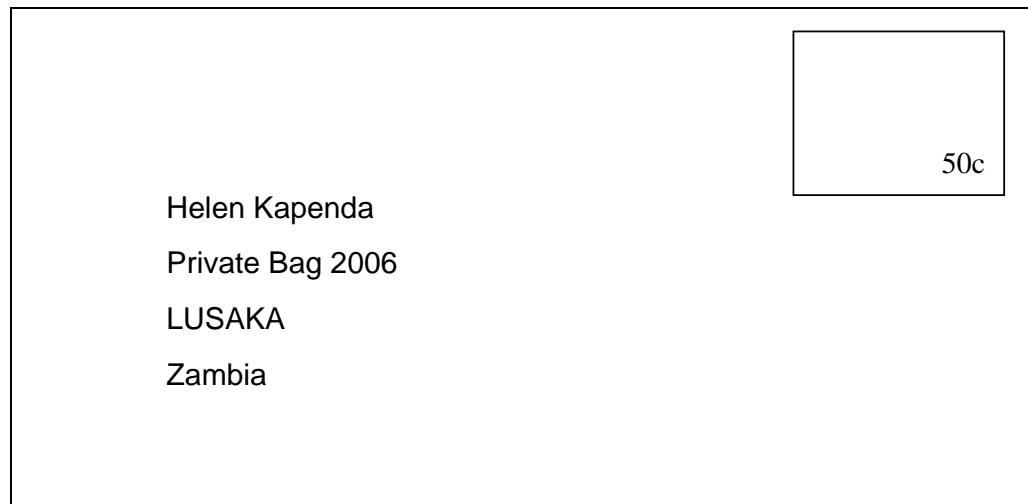 50c
Helen Kapenda
Private Bag 2006
LUSAKA
Zambia